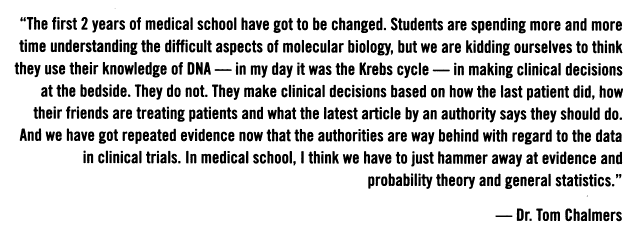 “The first 2 years of medical school have got to be changed. Students are spending more and more
time understanding the difficult aspects of molecular biology, but we are kidding ourselves to think
they use their knowledge of DNA — in my day it was the Krebs cycle — in making clinical decisions
at the bedside. They do not. They make clinical decisions based on how the last patient did, how
their friends are treating patients and what the latest article by an authority says they should do.
And we have got repeated evidence now that the authorities are way behind with regard to the data
in clinical trials. In medical school, I think we have to just hammer away at evidence and
probability theory and general statistics.”
— Dr. Tom Chalmers